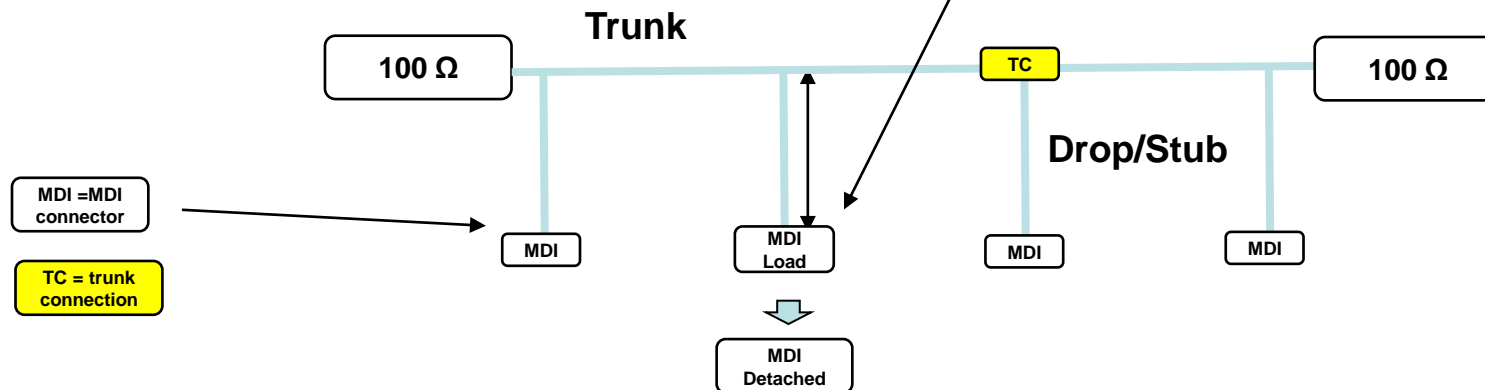 Trunk
100 Ω
TC
100 Ω
Drop/Stub
MDI =MDI
connector
MDI
MDI
Load
MDI
MDI
TC = trunk
connection
MDI
Detached